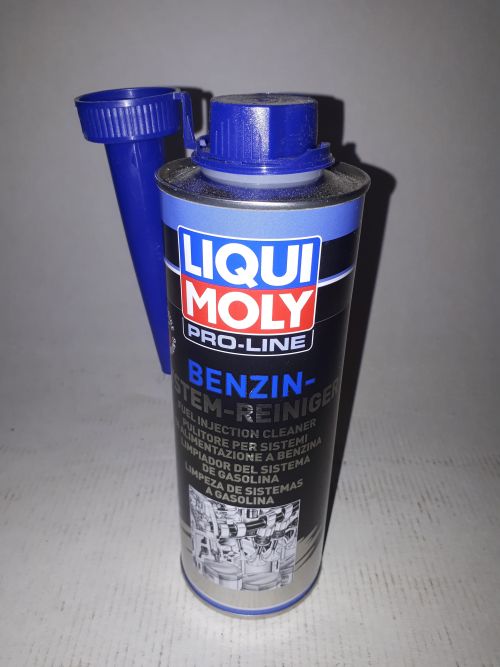 LIQUI
MOLY
PRO-LINE
BENZIN-
STEM-REINIGER
FUEL INJECTION CLEANER
PULITORE PER SISTEMI
DI ALIMENTAZIONE A BENZINA
LIMPIADOR DEL SISTEMA
DE GASOLINA
LIMPEZA DE SISTEMAS
A GASOLINA